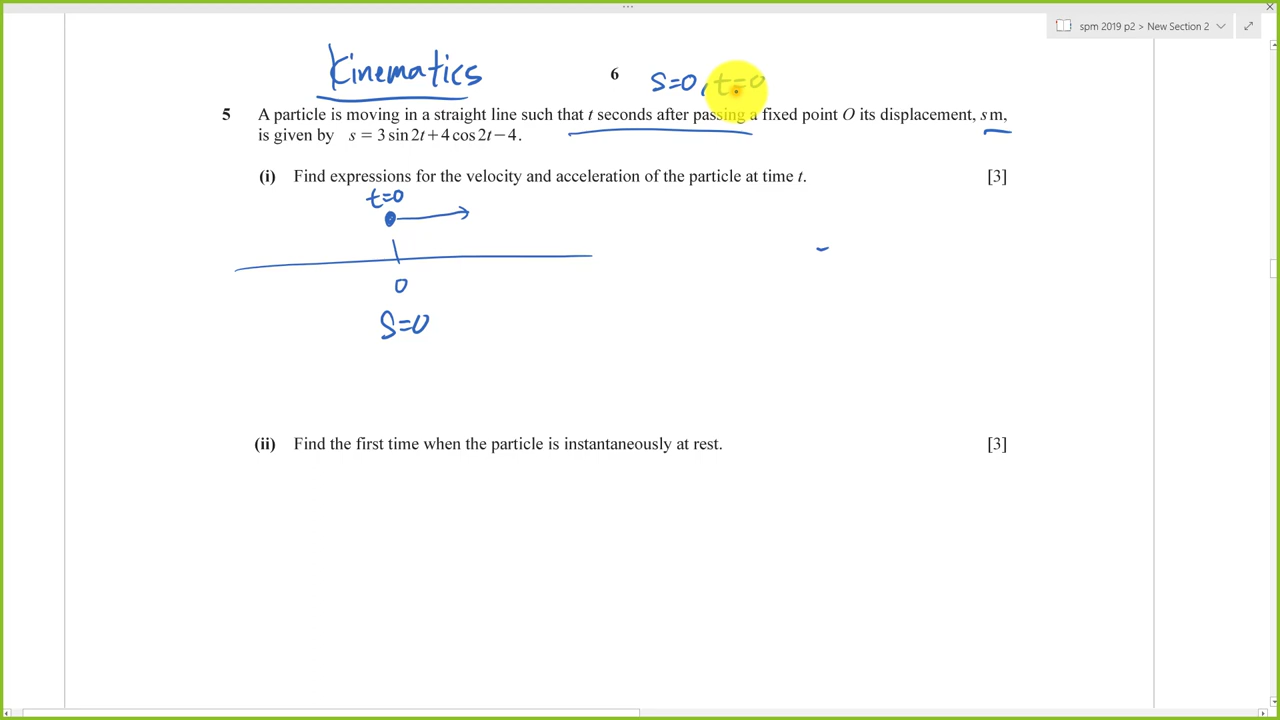 spm 2019 p2 > New Section 2
Kinematics
6
s=0, t=0
5 A particle is moving in a straight line such that t seconds after passing a fixed point O its displacement, s m,
is given by s = 3 sin 2t + 4 cos 2t − 4.
(i) Find expressions for the velocity and acceleration of the particle at time t. [3]
t=0
0
S=0
(ii) Find the first time when the particle is instantaneously at rest. [3]